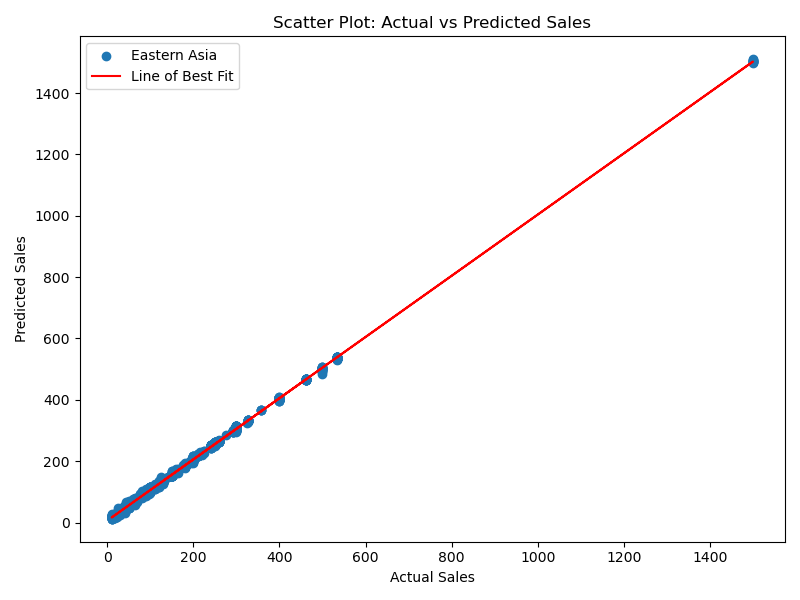 Scatter Plot: Actual vs Predicted Sales
Eastern Asia
Line of Best Fit
Predicted Sales
1400
1200
1000
800
600
400
200
0
0 200 400 600 800 1000 1200 1400
Actual Sales